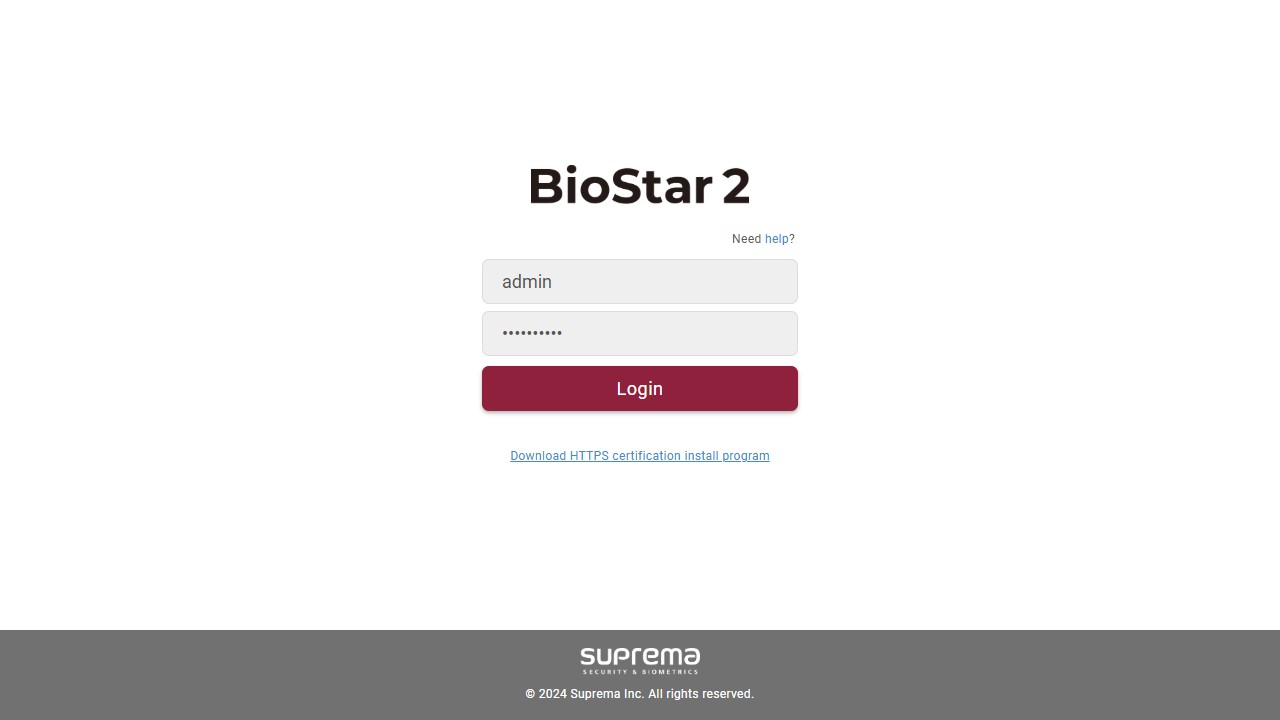 BioStar 2
Need help?
admin
••••••••••
Login
Download HTTPS certification install program
suprema
SECURITY & BIOMETRICS
© 2024 Suprema Inc. All rights reserved.